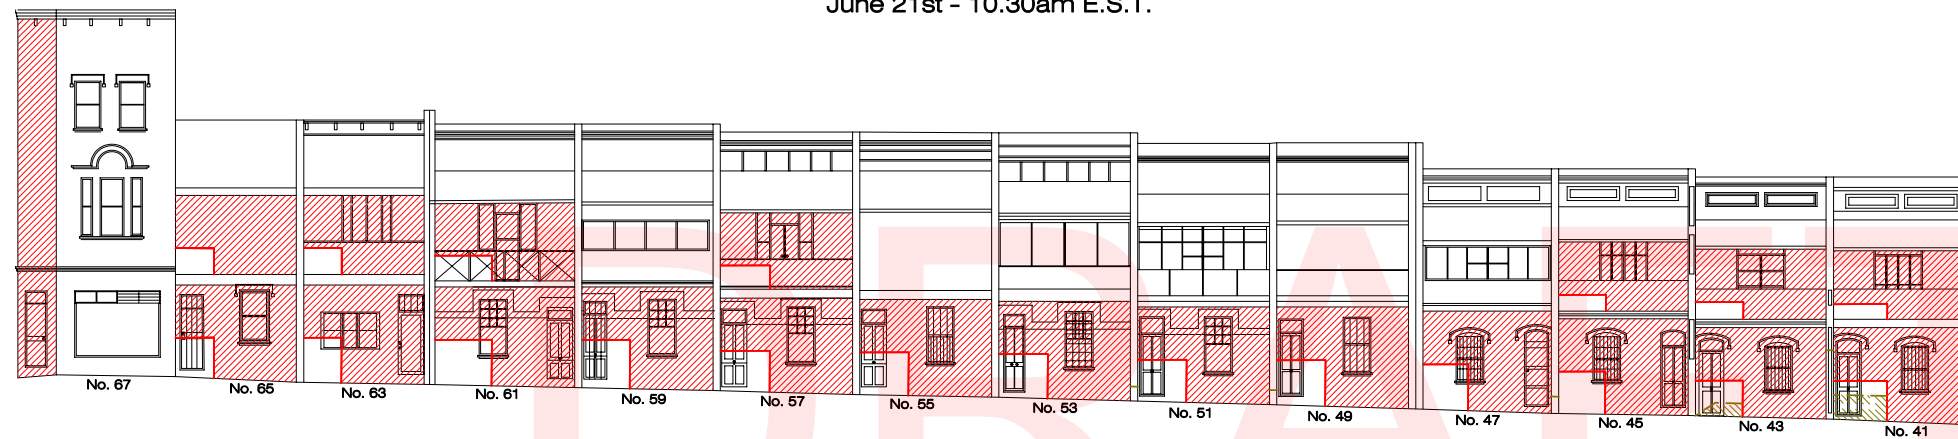 June 21st - 10.30am E.S.T.
No. 67
No. 65
No. 63
No. 61
No. 59
No. 57
No. 55
No. 53
No. 51
No. 49
No. 47
No. 45
No. 43
No. 41
DRAFT